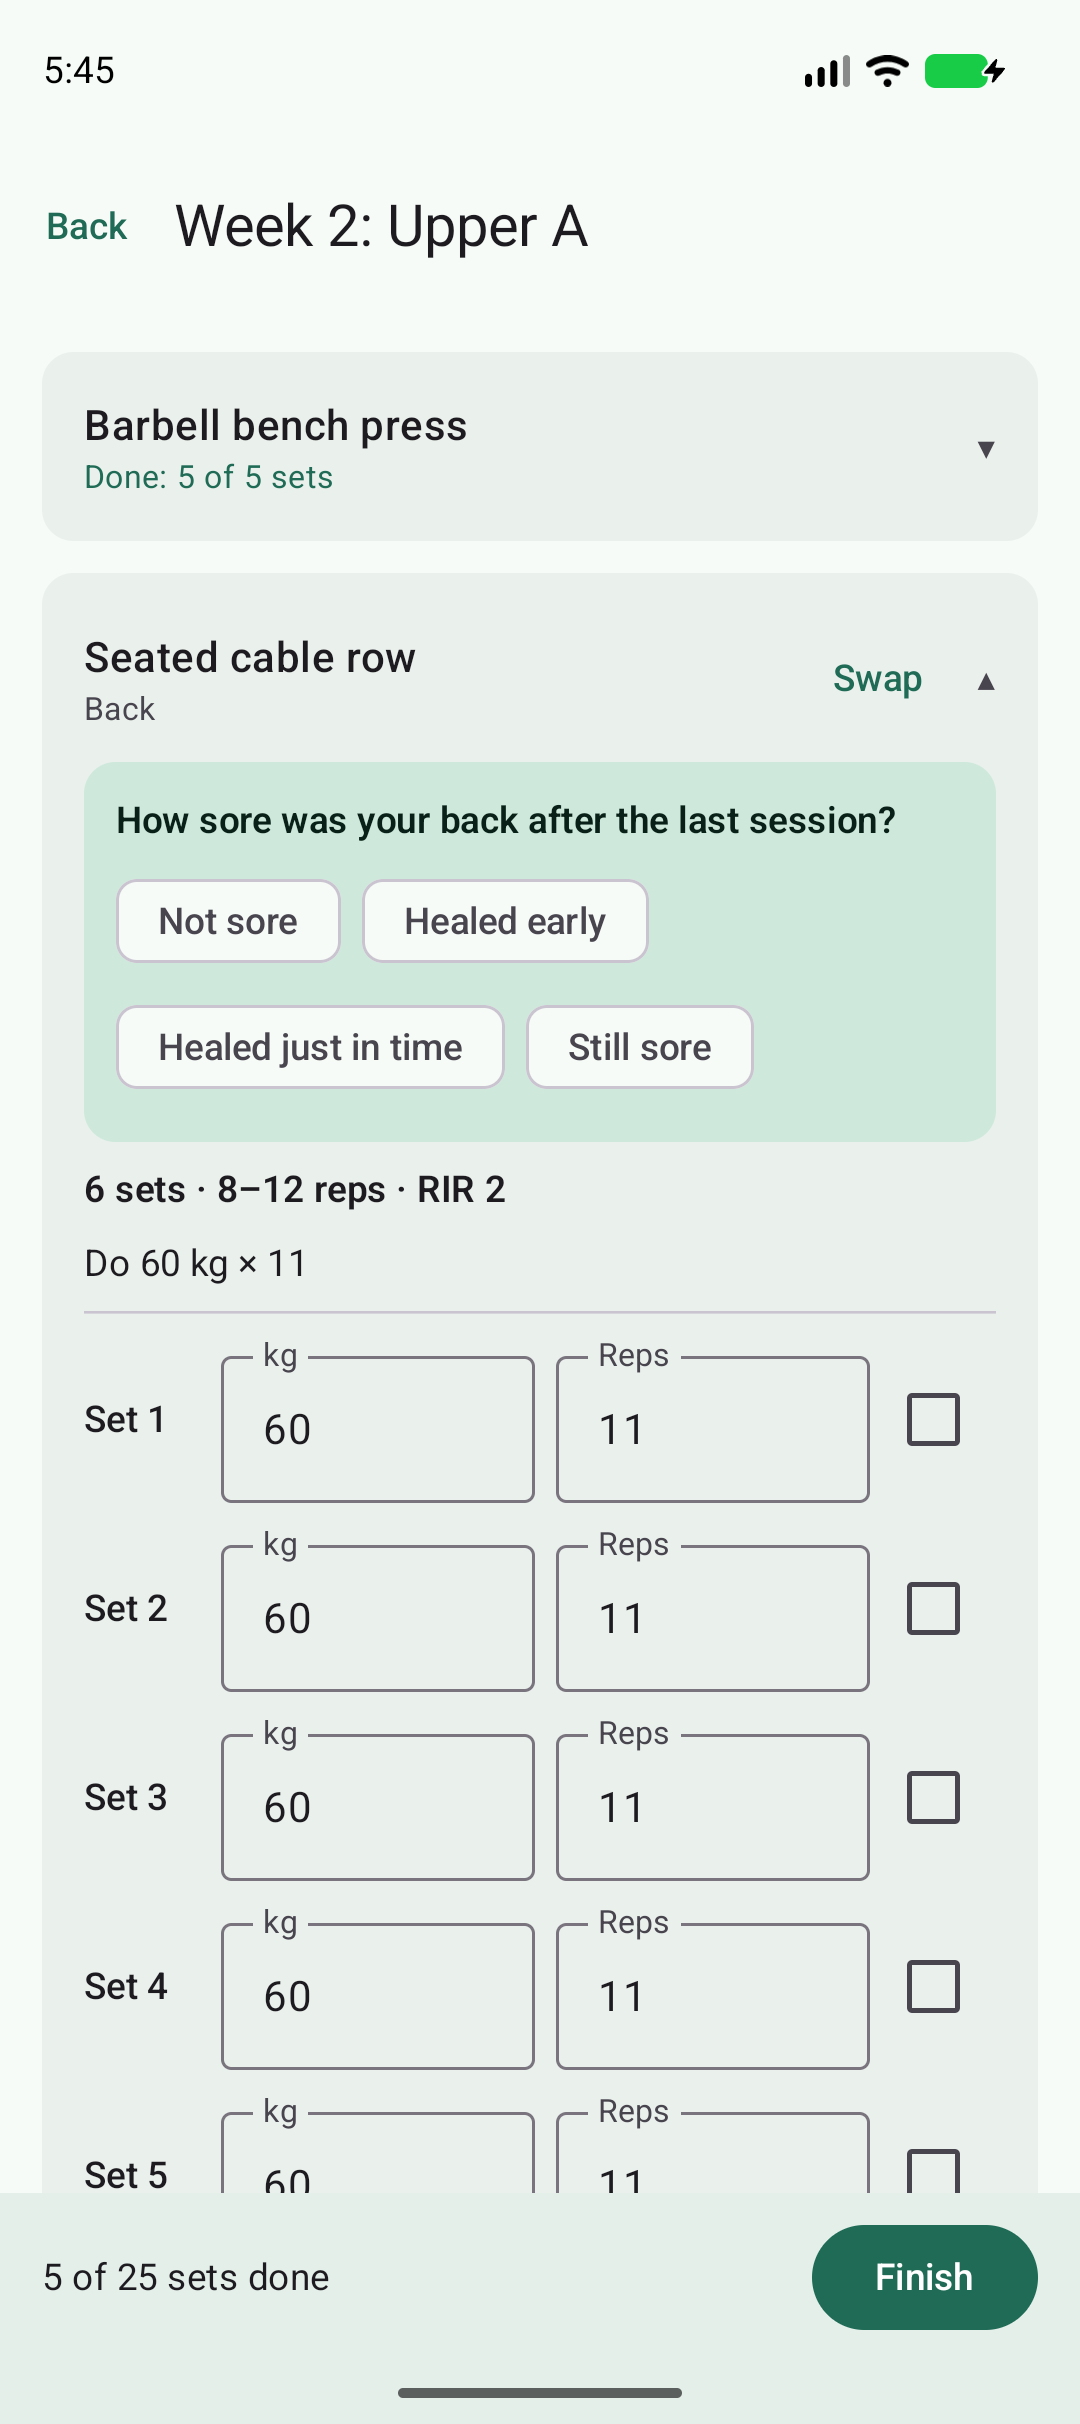 5:45
Back Week 2: Upper A
Barbell bench press
Done: 5 of 5 sets
▼
Seated cable row
Back
Swap ▲
How sore was your back after the last session?
Not sore Healed early
Healed just in time Still sore
6 sets · 8–12 reps · RIR 2
Do 60 kg × 11
kg Reps
Set 1 60 11
kg Reps
Set 2 60 11
kg Reps
Set 3 60 11
kg Reps
Set 4 60 11
kg Reps
Set 5 60 11
5 of 25 sets done Finish